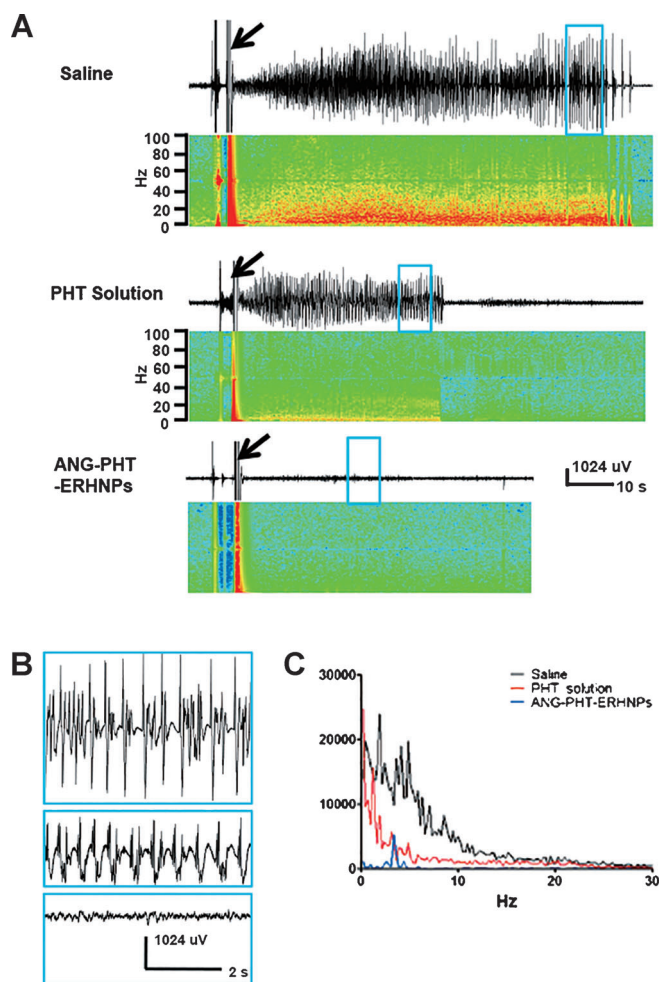 A
Saline
100
80
60
40
20
0
Hz
PHT Solution
100
80
60
40
20
0
Hz
ANG-PHT
-ERHNPs
1024 uV
10 s
B
1024 uV
2 s
C
30000
20000
10000
0
Saline
PHT solution
ANG-PHT-ERHNPs
0
10
20
30
Hz